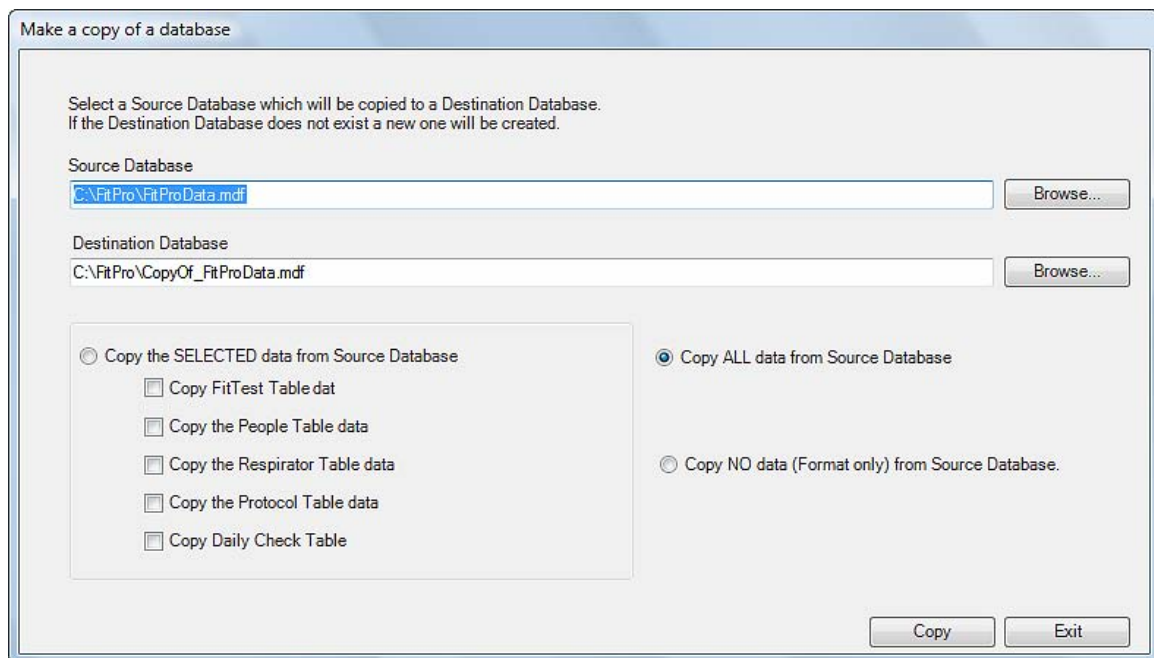 Make a copy of a database
Select a Source Database which will be copied to a Destination Database.
If the Destination Database does not exist a new one will be created.
Source Database
C:\FitPro\FitProData.mdf
Browse...
Destination Database
C:\FitPro\CopyOf_FitProData.mdf
Browse...
Copy the SELECTED data from Source Database
Copy FitTest Table dat
Copy the People Table data
Copy the Respirator Table data
Copy the Protocol Table data
Copy Daily Check Table
Copy ALL data from Source Database
Copy NO data (Format only) from Source Database.
Copy
Exit